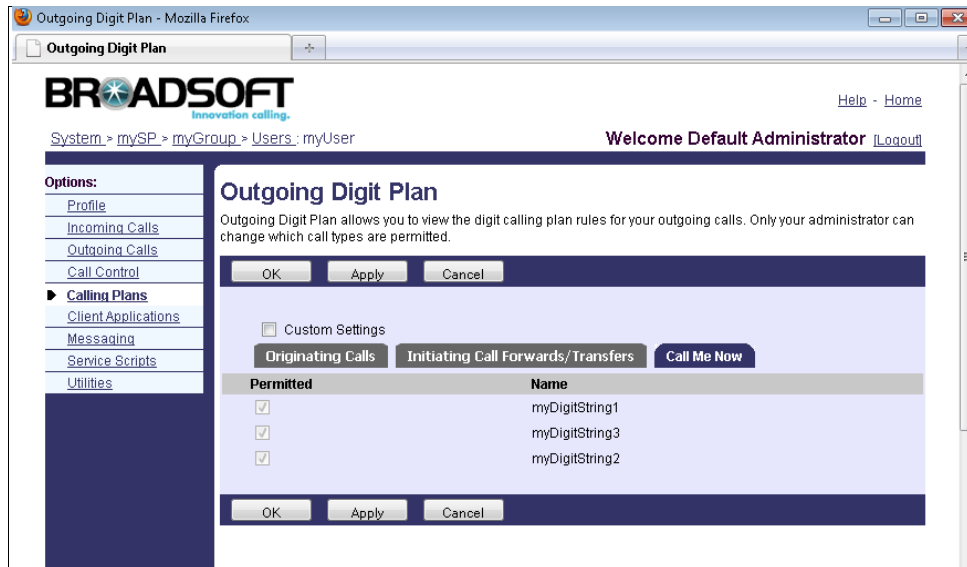 Outgoing Digit Plan - Mozilla Firefox
Outgoing Digit Plan
BROADSOFT
Innovation calling.
Help - Home
System > mySP > myGroup > Users : myUser
Welcome Default Administrator [Logout]
Options:
Profile
Incoming Calls
Outgoing Calls
Call Control
Calling Plans
Client Applications
Messaging
Service Scripts
Utilities
Outgoing Digit Plan
Outgoing Digit Plan allows you to view the digit calling plan rules for your outgoing calls. Only your administrator can
change which call types are permitted.
OK Apply Cancel
Custom Settings
Originating Calls Initiating Call Forwards/Transfers Call Me Now
Permitted Name
myDigitString1
myDigitString3
myDigitString2
OK Apply Cancel